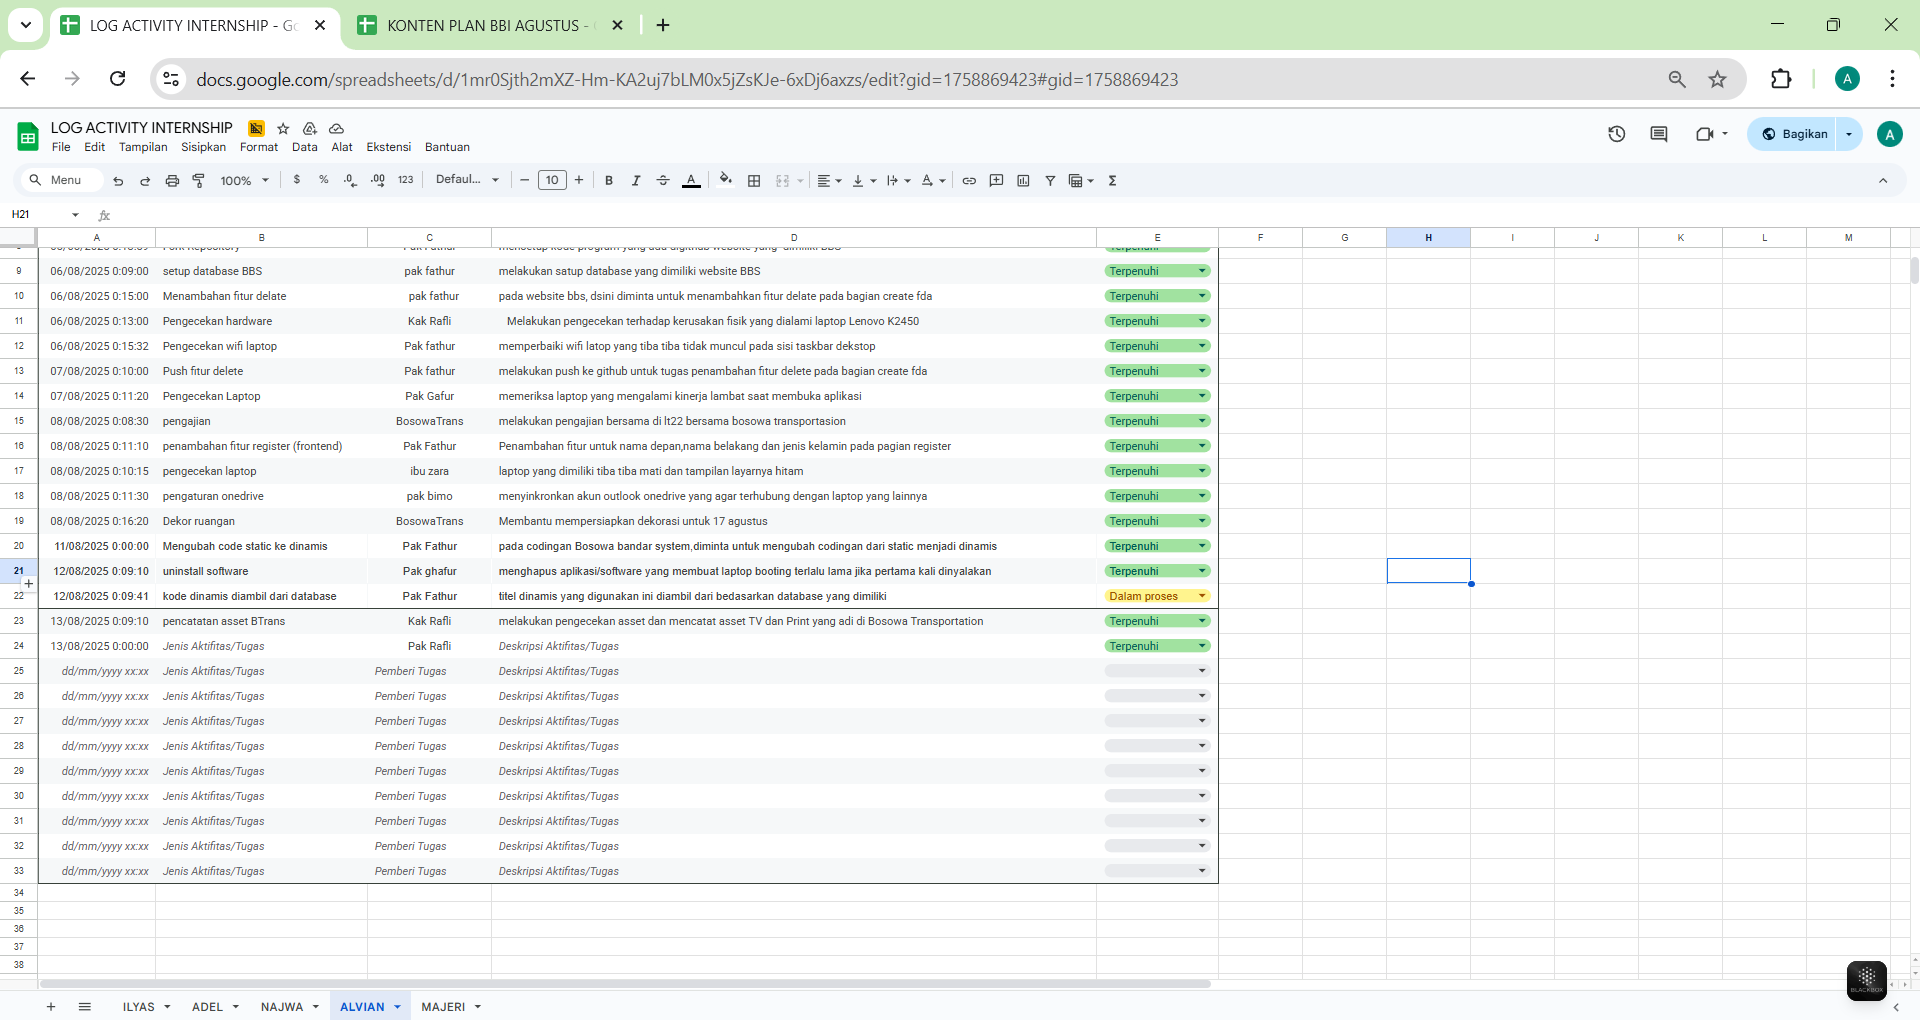 LOG ACTIVITY INTERNSHIP - Go
KONTEN PLAN BBI AGUSTUS -
docs.google.com/spreadsheets/d/1mr0Sjth2mXZ-Hm-KA2uj7bLM0x5jZsKJe-6xDj6axzs/edit?gid=1758869423#gid=1758869423
A
LOG ACTIVITY INTERNSHIP
File Edit Tampilan Sisipkan Format Data Alat Ekstensi Bantuan
Bagikan
A
Menu 100% $ % .0 .00 123 Defaul... 10 B I A
H21 fx
A B C D E F G H I J K L M
9 06/08/2025 0:09:00 setup database BBS pak fathur melakukan satup database yang dimiliki website BBS Terpenuhi
10 06/08/2025 0:15:00 Menambahan fitur delate pak fathur pada website bbs, dsini diminta untuk menambahkan fitur delate pada bagian create fda Terpenuhi
11 06/08/2025 0:13:00 Pengecekan hardware Kak Rafli Melakukan pengecekan terhadap kerusakan fisik yang dialami laptop Lenovo K2450 Terpenuhi
12 06/08/2025 0:15:32 Pengecekan wifi laptop Pak fathur memperbaiki wifi latop yang tiba tiba tidak muncul pada sisi taskbar dekstop Terpenuhi
13 07/08/2025 0:10:00 Push fitur delete Pak fathur melakukan push ke github untuk tugas penambahan fitur delete pada bagian create fda Terpenuhi
14 07/08/2025 0:11:20 Pengecekan Laptop Pak Gafur memeriksa laptop yang mengalami kinerja lambat saat membuka aplikasi Terpenuhi
15 08/08/2025 0:08:30 pengajian BosowaTrans melakukan pengajian bersama di lt22 bersama bosowa transportasion Terpenuhi
16 08/08/2025 0:11:10 penambahan fitur register (frontend) Pak Fathur Penambahan fitur untuk nama depan,nama belakang dan jenis kelamin pada pagian register Terpenuhi
17 08/08/2025 0:10:15 pengecekan laptop ibu zara laptop yang dimiliki tiba tiba mati dan tampilan layarnya hitam Terpenuhi
18 08/08/2025 0:11:30 pengaturan onedrive pak bimo menyinkronkan akun outlook onedrive yang agar terhubung dengan laptop yang lainnya Terpenuhi
19 08/08/2025 0:16:20 Dekor ruangan BosowaTrans Membantu mempersiapkan dekorasi untuk 17 agustus Terpenuhi
20 11/08/2025 0:00:00 Mengubah code static ke dinamis Pak Fathur pada codingan Bosowa bandar system,diminta untuk mengubah codingan dari static menjadi dinamis Terpenuhi
21 12/08/2025 0:09:10 uninstall software Pak ghafur menghapus aplikasi/software yang membuat laptop booting terlalu lama jika pertama kali dinyalakan Terpenuhi
22 12/08/2025 0:09:41 kode dinamis diambil dari database Pak Fathur titel dinamis yang digunakan ini diambil dari bedasarkan database yang dimiliki Dalam proses
23 13/08/2025 0:09:10 pencatatan asset BTrans Kak Rafli melakukan pengecekan asset dan mencatat asset TV dan Print yang adi di Bosowa Transportation Terpenuhi
24 13/08/2025 0:00:00 Jenis Aktifitas/Tugas Pak Rafli Deskripsi Aktifitas/Tugas Terpenuhi
25 dd/mm/yyyy xx:xx Jenis Aktifitas/Tugas Pemberi Tugas Deskripsi Aktifitas/Tugas
26 dd/mm/yyyy xx:xx Jenis Aktifitas/Tugas Pemberi Tugas Deskripsi Aktifitas/Tugas
27 dd/mm/yyyy xx:xx Jenis Aktifitas/Tugas Pemberi Tugas Deskripsi Aktifitas/Tugas
28 dd/mm/yyyy xx:xx Jenis Aktifitas/Tugas Pemberi Tugas Deskripsi Aktifitas/Tugas
29 dd/mm/yyyy xx:xx Jenis Aktifitas/Tugas Pemberi Tugas Deskripsi Aktifitas/Tugas
30 dd/mm/yyyy xx:xx Jenis Aktifitas/Tugas Pemberi Tugas Deskripsi Aktifitas/Tugas
31 dd/mm/yyyy xx:xx Jenis Aktifitas/Tugas Pemberi Tugas Deskripsi Aktifitas/Tugas
32 dd/mm/yyyy xx:xx Jenis Aktifitas/Tugas Pemberi Tugas Deskripsi Aktifitas/Tugas
33 dd/mm/yyyy xx:xx Jenis Aktifitas/Tugas Pemberi Tugas Deskripsi Aktifitas/Tugas
34
35
36
37
38
BLACKBOX
ILYAS ADEL NAJWA ALVIAN MAJERI